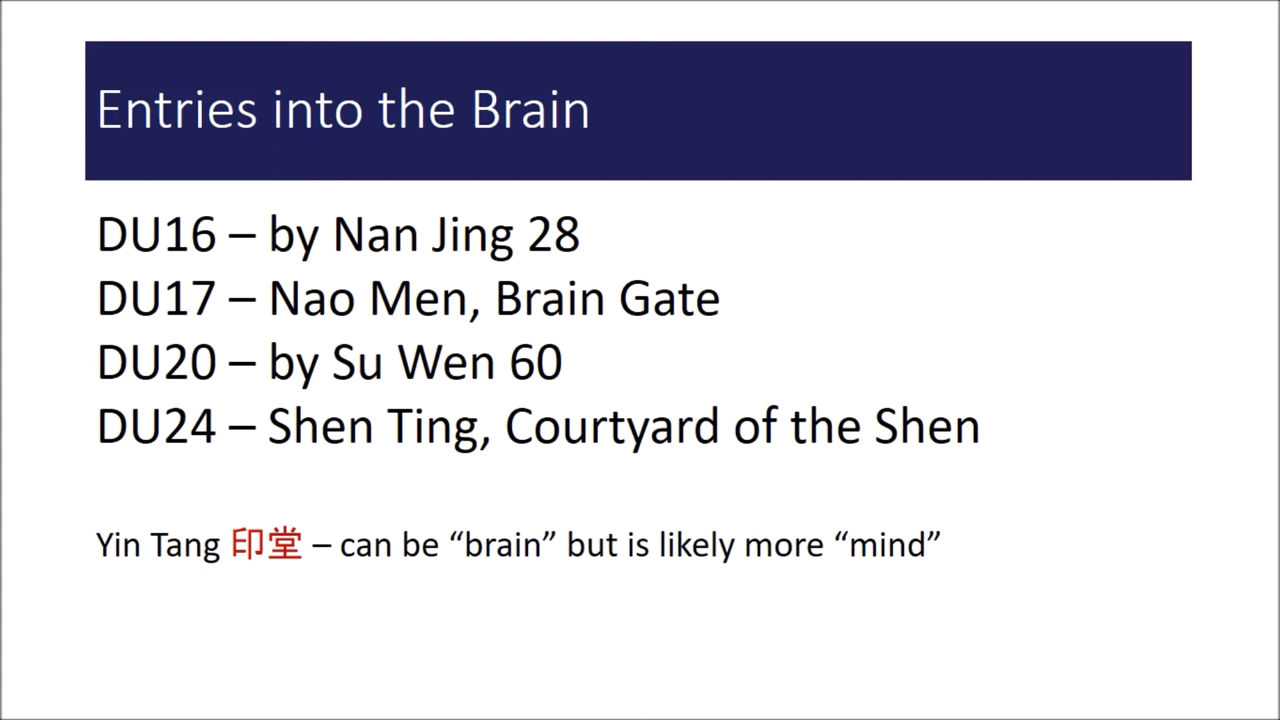 Entries into the Brain
DU16 – by Nan Jing 28
DU17 – Nao Men, Brain Gate
DU20 – by Su Wen 60
DU24 – Shen Ting, Courtyard of the Shen
Yin Tang 印堂 – can be “brain” but is likely more “mind”